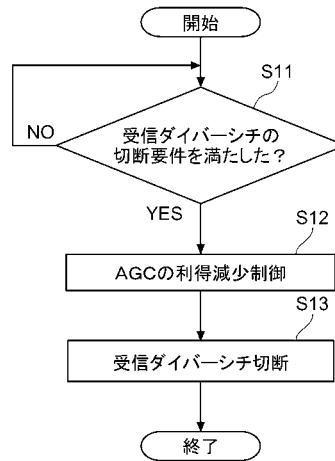 開始
S11
受信ダイバーシチの
切断要件を満たした?
NO
YES
S12
AGCの利得減少制御
S13
受信ダイバーシチ切断
終了